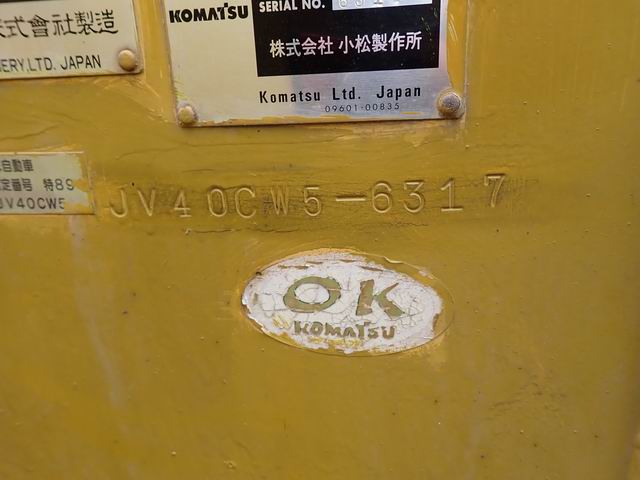 式會社製造
ERY,LTD. JAPAN
KOMATSU
SERIAL NO.
株式会社 小松製作所
Komatsu Ltd. Japan
09601-00835
自動車
定番号 特89
JV40CW5
JV40CW5-6317
OK
KOMATSU